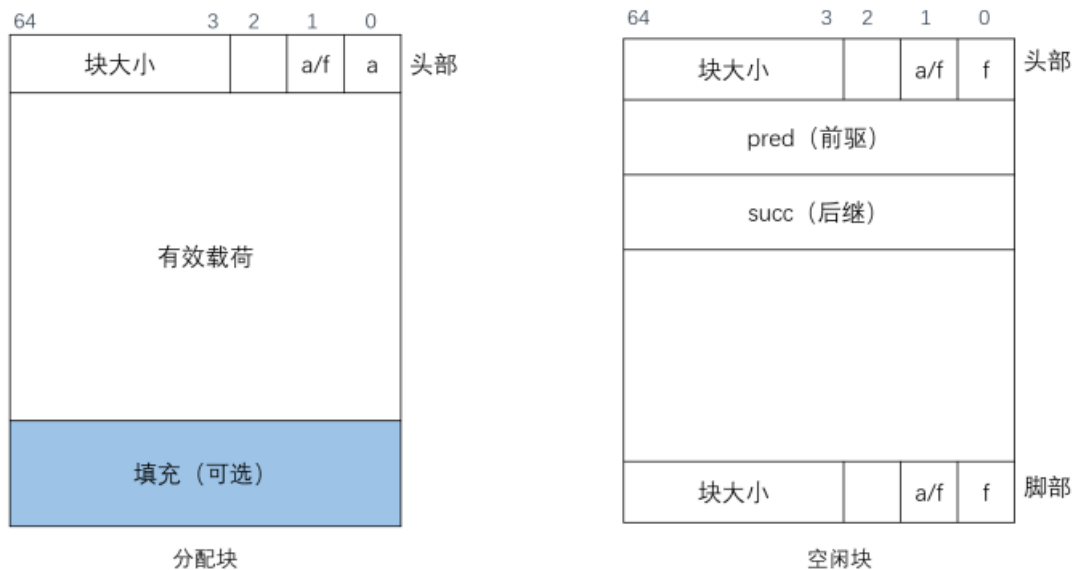 64 3 2 1 0
块大小 a/f a 头部
有效载荷
填充（可选）
分配块
64 3 2 1 0
块大小 a/f f 头部
pred（前驱）
succ（后继）
块大小 a/f f 脚部
空闲块